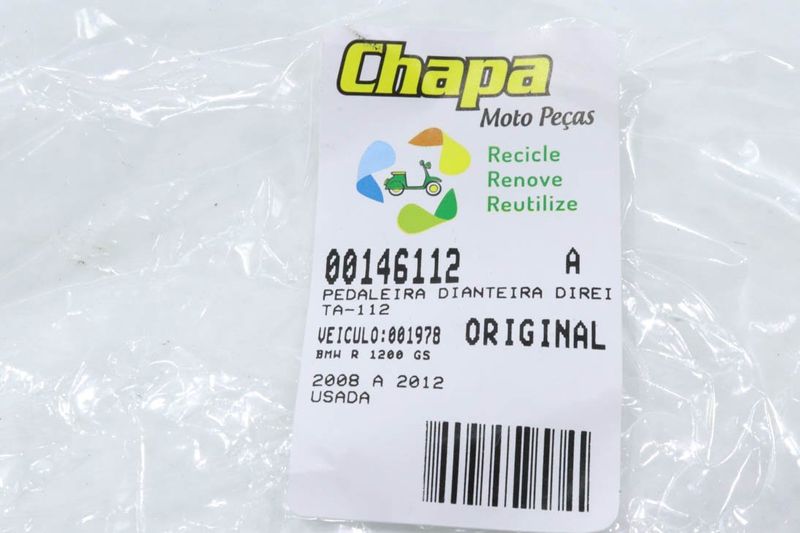 Chapa
Moto Peças
Recicle
Renove
Reutilize
00146112 A
PEDALEIRA DIANTEIRA DIREI
TA-112
VEICULO:001978 ORIGINAL
BMW R 1200 GS
2008 A 2012
USADA